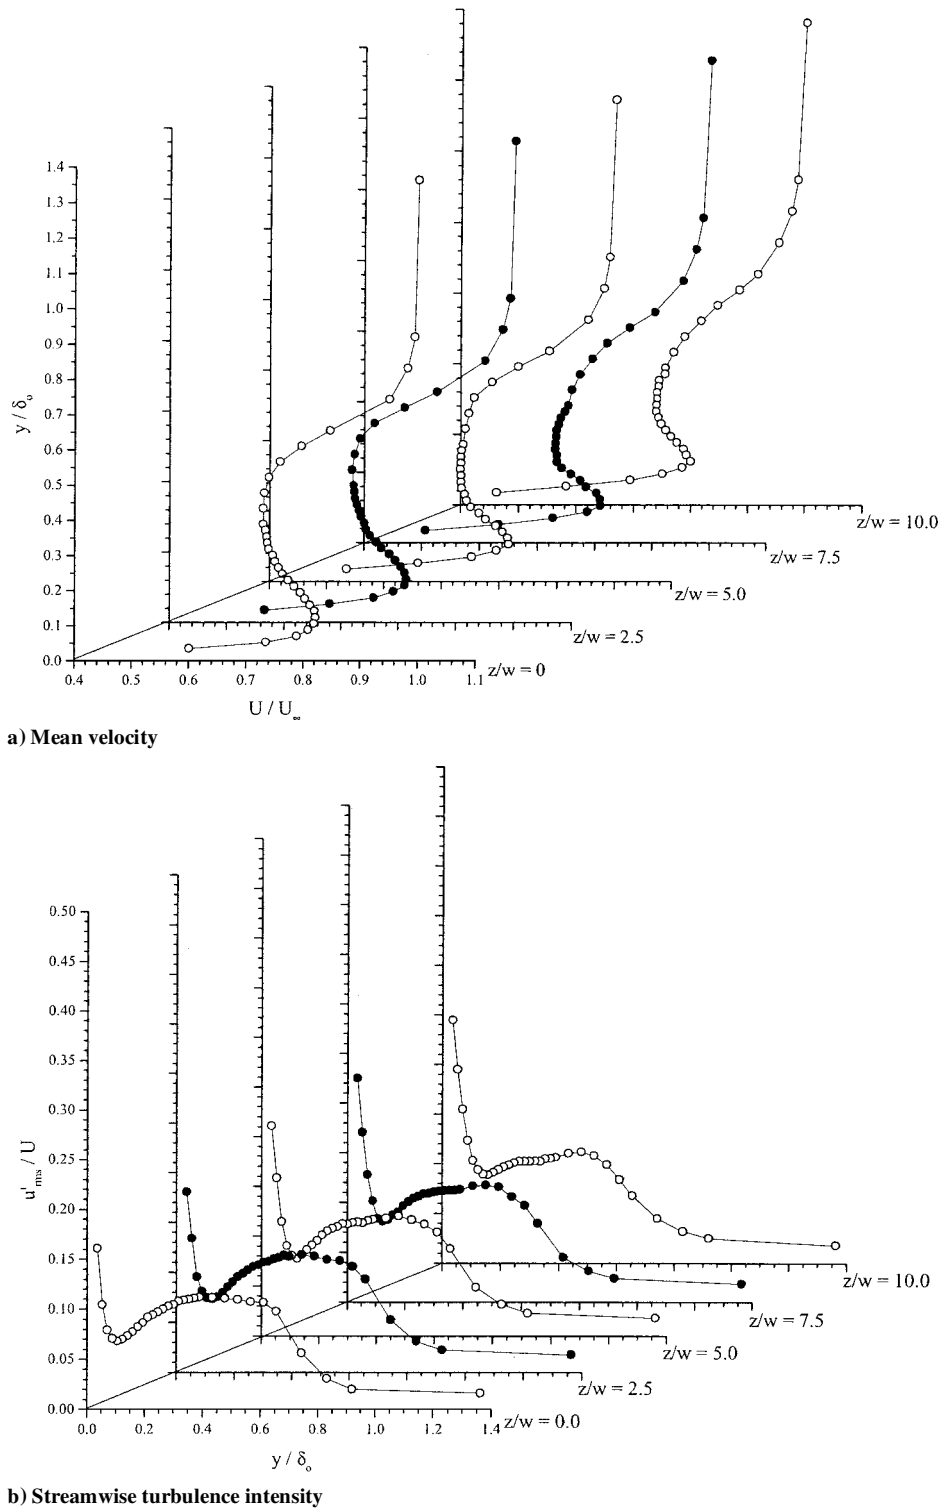 1.4
1.3
1.2
1.1
1.0
0.9
0.8
0.7
0.6
0.5
0.4
0.3
0.2
0.1
0.0
y / δₒ
0.4 0.5 0.6 0.7 0.8 0.9 1.0 1.1
U / U∞
z/w = 10.0
z/w = 7.5
z/w = 5.0
z/w = 2.5
z/w = 0
a) Mean velocity
0.50
0.45
0.40
0.35
0.30
0.25
0.20
0.15
0.10
0.05
0.00
u'rms / U
0.0 0.2 0.4 0.6 0.8 1.0 1.2 1.4
y / δₒ
z/w = 10.0
z/w = 7.5
z/w = 5.0
z/w = 2.5
z/w = 0.0
b) Streamwise turbulence intensity